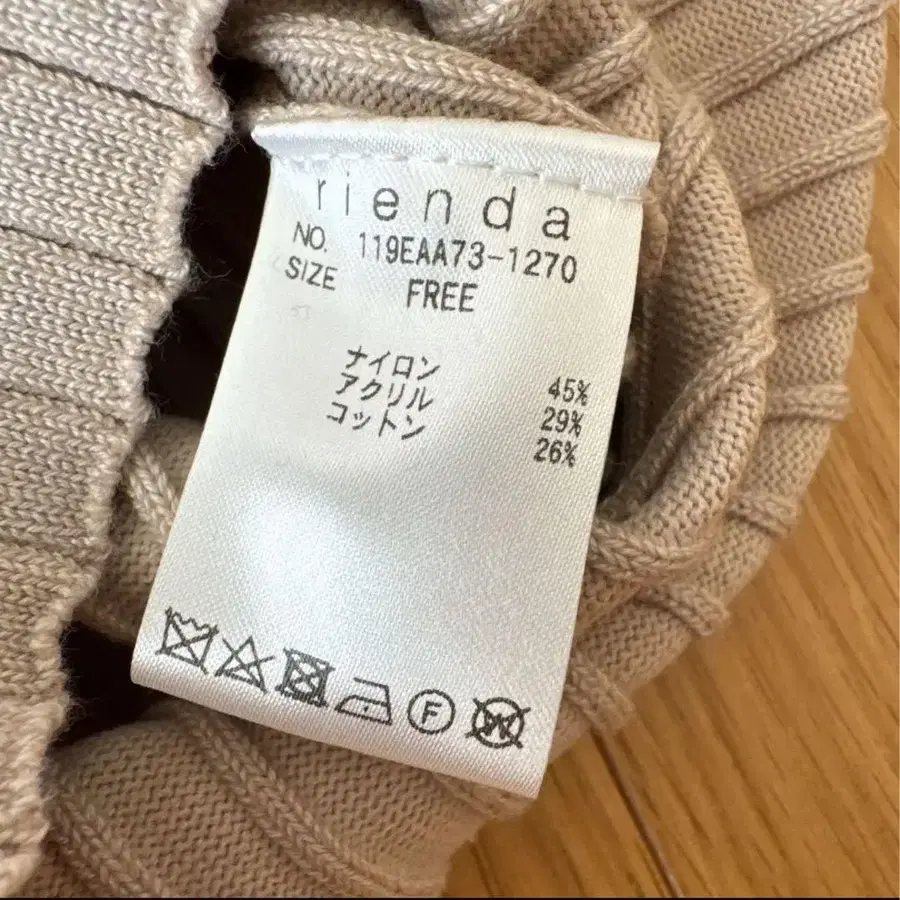 rienda
NO. 119EAA73-1270
SIZE FREE
ナイロン 45%
アクリル 29%
コットン 26%
F
W